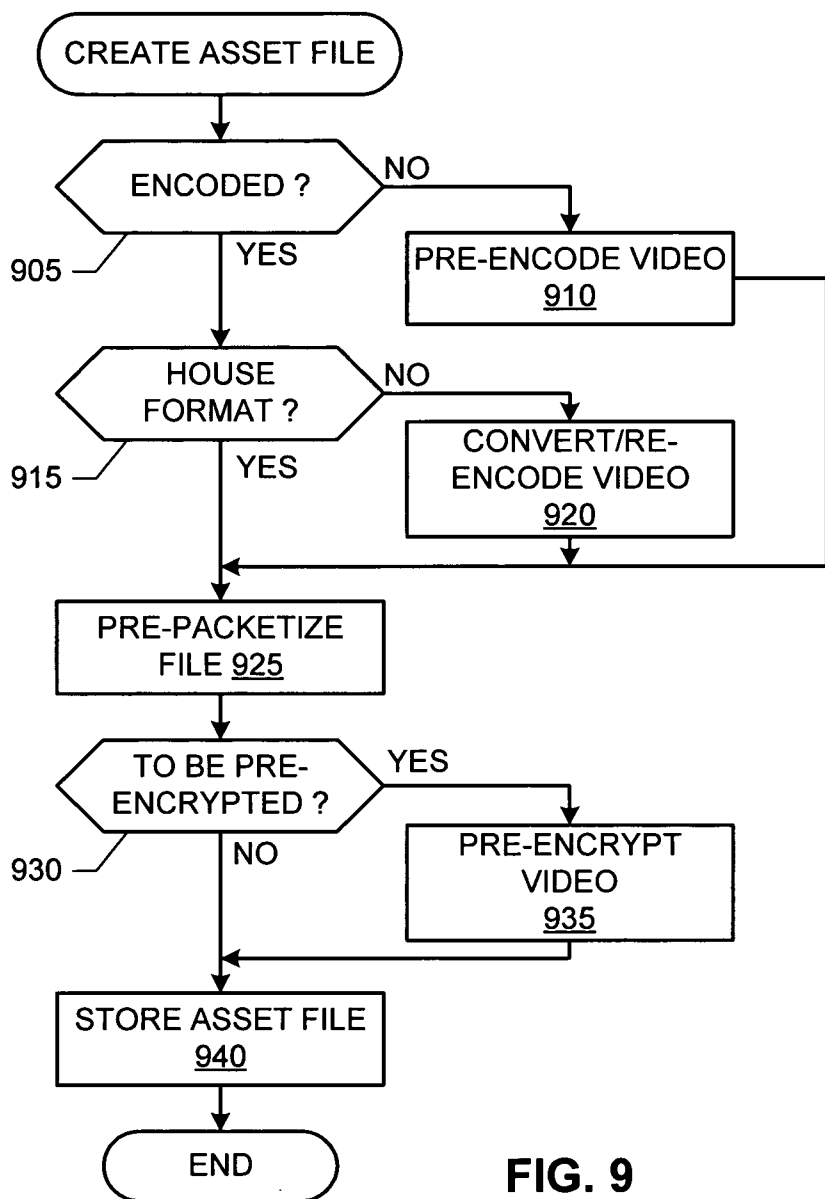 CREATE ASSET FILE
ENCODED ?
NO
905
YES
PRE-ENCODE VIDEO
910
HOUSE
FORMAT ?
NO
915
YES
CONVERT/RE-
ENCODE VIDEO
920
PRE-PACKETIZE
FILE 925
TO BE PRE-
ENCRYPTED ?
YES
930
NO
PRE-ENCRYPT
VIDEO
935
STORE ASSET FILE
940
END
FIG. 9